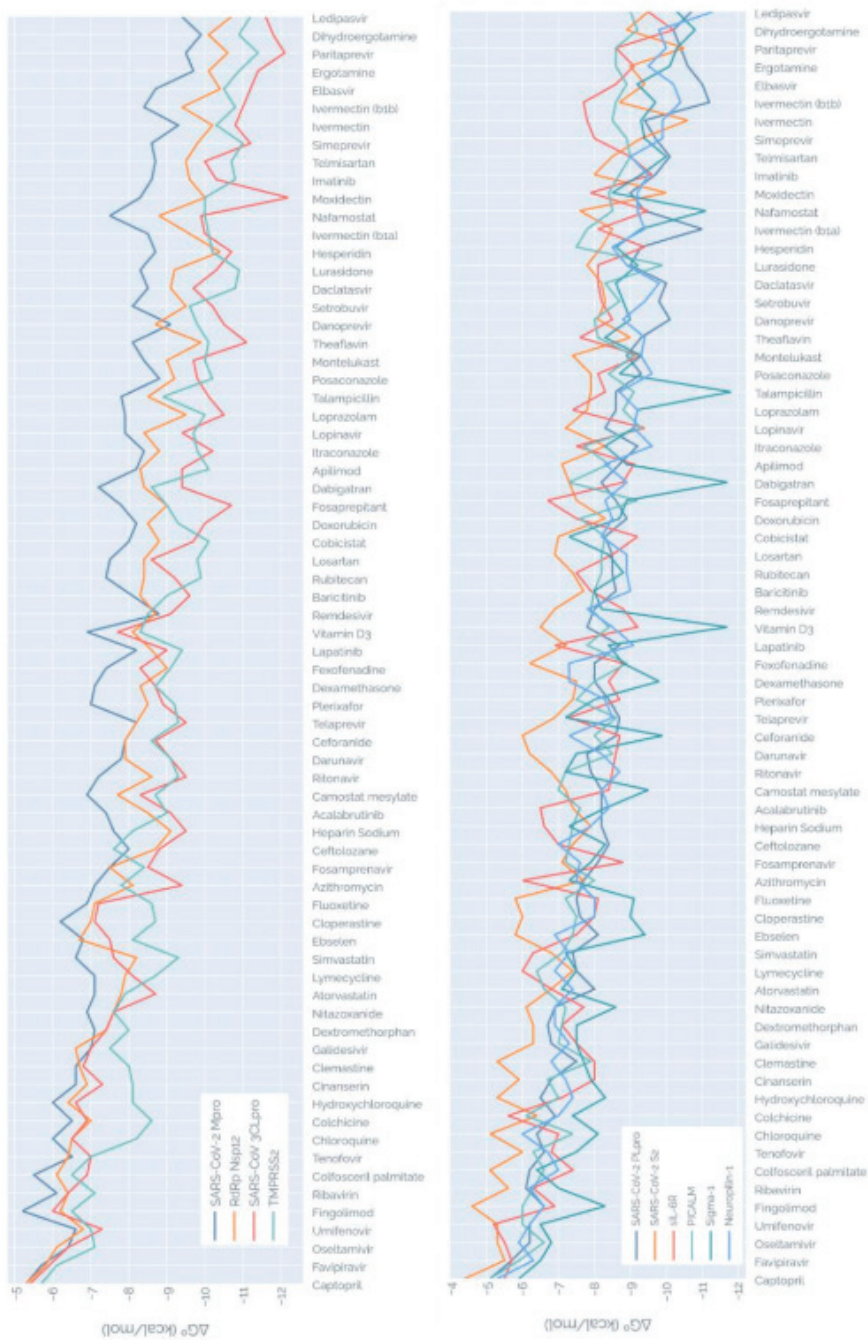 Ledipasvir
Dihydroergotamine
Paritaprevir
Ergotamine
Elbasvir
Ivermectin (b1b)
Ivermectin
Simeprevir
Telmisartan
Imatinib
Moxidectin
Nafamostat
Ivermectin (b1a)
Hesperidin
Lurasidone
Daclatasvir
Setrobuvir
Danoprevir
Theaflavin
Montelukast
Posaconazole
Talampicillin
Loprazolam
Lopinavir
Itraconazole
Apilimod
Dabigatran
Fosaprepitant
Doxorubicin
Cobicistat
Losartan
Rubitecan
Baricitinib
Remdesivir
Vitamin D3
Lapatinib
Fexofenadine
Dexamethasone
Plerixafor
Telaprevir
Ceforanide
Darunavir
Ritonavir
Camostat mesylate
Acalabrutinib
Heparin Sodium
Ceftolozane
Fosamprenavir
Azithromycin
Fluoxetine
Cloperastine
Ebselen
Simvastatin
Lymecycline
Atorvastatin
Nitazoxanide
Dextromethorphan
Galidesivir
Clemastine
Cinanserin
Hydroxychloroquine
Colchicine
Chloroquine
Tenofovir
Colfosceril palmitate
Ribavirin
Fingolimod
Umifenovir
Oseltamivir
Favipiravir
Captopril
SARS-CoV-2 Mpro
RdRp Nsp12
SARS-CoV 3CLpro
TMPRSS2
-5
-6
-7
-8
-9
-10
-11
-12
ΔG° (kcal/mol)
Ledipasvir
Dihydroergotamine
Paritaprevir
Ergotamine
Elbasvir
Ivermectin (b1b)
Ivermectin
Simeprevir
Telmisartan
Imatinib
Moxidectin
Nafamostat
Ivermectin (b1a)
Hesperidin
Lurasidone
Daclatasvir
Setrobuvir
Danoprevir
Theaflavin
Montelukast
Posaconazole
Talampicillin
Loprazolam
Lopinavir
Itraconazole
Apilimod
Dabigatran
Fosaprepitant
Doxorubicin
Cobicistat
Losartan
Rubitecan
Baricitinib
Remdesivir
Vitamin D3
Lapatinib
Fexofenadine
Dexamethasone
Plerixafor
Telaprevir
Ceforanide
Darunavir
Ritonavir
Camostat mesylate
Acalabrutinib
Heparin Sodium
Ceftolozane
Fosamprenavir
Azithromycin
Fluoxetine
Cloperastine
Ebselen
Simvastatin
Lymecycline
Atorvastatin
Nitazoxanide
Dextromethorphan
Galidesivir
Clemastine
Cinanserin
Hydroxychloroquine
Colchicine
Chloroquine
Tenofovir
Colfosceril palmitate
Ribavirin
Fingolimod
Umifenovir
Oseltamivir
Favipiravir
Captopril
SARS-CoV-2 PLpro
SARS-CoV-2 S2
sIL-6R
PICALM
Sigma-1
Neuropilin-1
-4
-5
-6
-7
-8
-9
-10
-11
-12
ΔG° (kcal/mol)